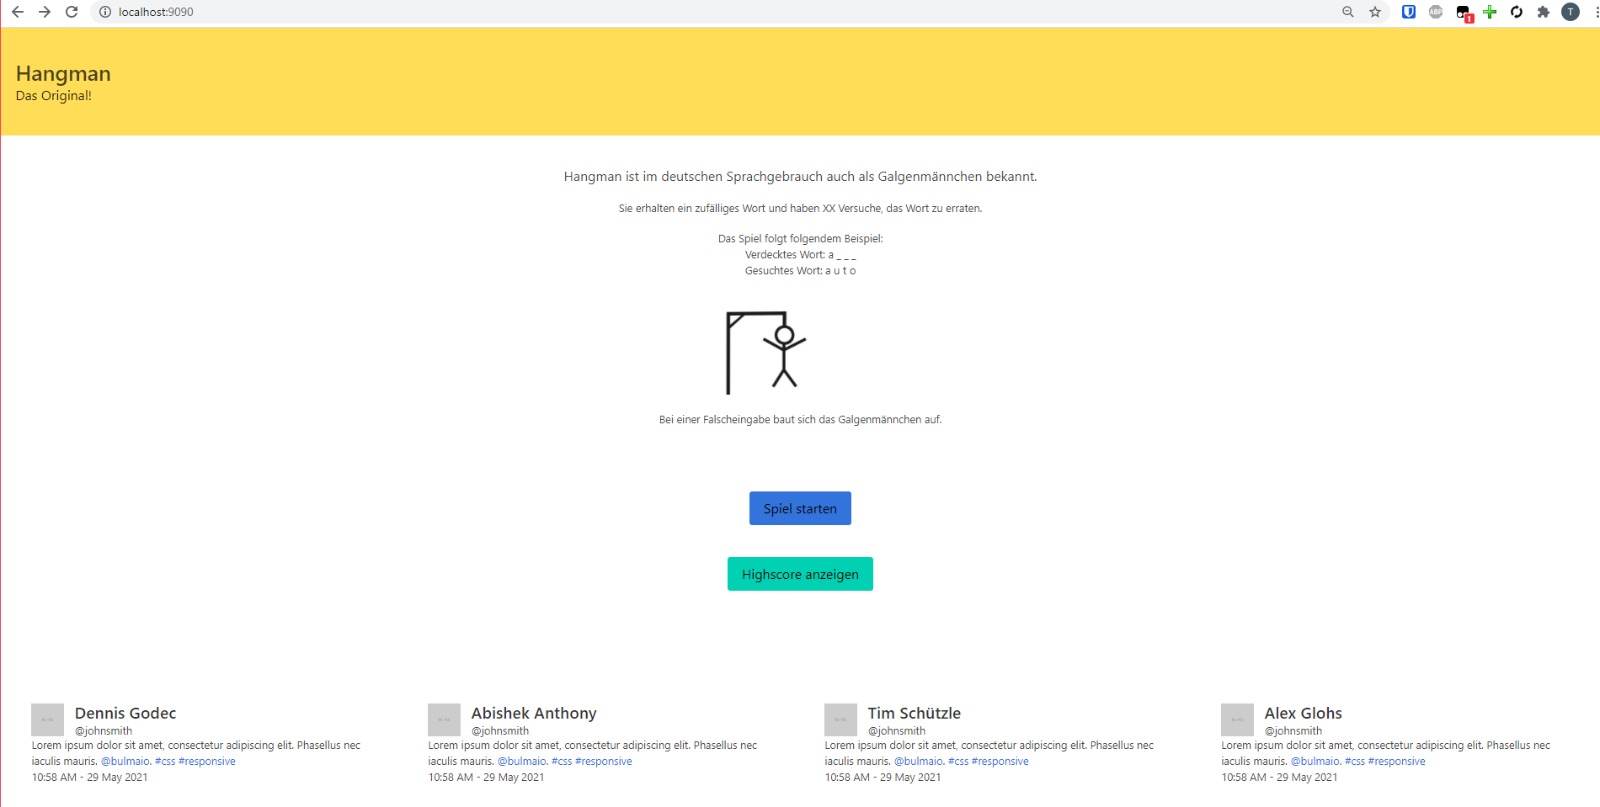 localhost:9090
ABP
1
T
Hangman
Das Original!
Hangman ist im deutschen Sprachgebrauch auch als Galgenmännchen bekannt.
Sie erhalten ein zufälliges Wort und haben XX Versuche, das Wort zu erraten.
Das Spiel folgt folgendem Beispiel:
Verdecktes Wort: a _ _ _
Gesuchtes Wort: a u t o
Bei einer Falscheingabe baut sich das Galgenmännchen auf.
Spiel starten
Highscore anzeigen
Dennis Godec
@johnsmith
Lorem ipsum dolor sit amet, consectetur adipiscing elit. Phasellus nec
iaculis mauris. @bulmaio. #css #responsive
10:58 AM - 29 May 2021
Abishek Anthony
@johnsmith
Lorem ipsum dolor sit amet, consectetur adipiscing elit. Phasellus nec
iaculis mauris. @bulmaio. #css #responsive
10:58 AM - 29 May 2021
Tim Schützle
@johnsmith
Lorem ipsum dolor sit amet, consectetur adipiscing elit. Phasellus nec
iaculis mauris. @bulmaio. #css #responsive
10:58 AM - 29 May 2021
Alex Glohs
@johnsmith
Lorem ipsum dolor sit amet, consectetur adipiscing elit. Phasellus nec
iaculis mauris. @bulmaio. #css #responsive
10:58 AM - 29 May 2021